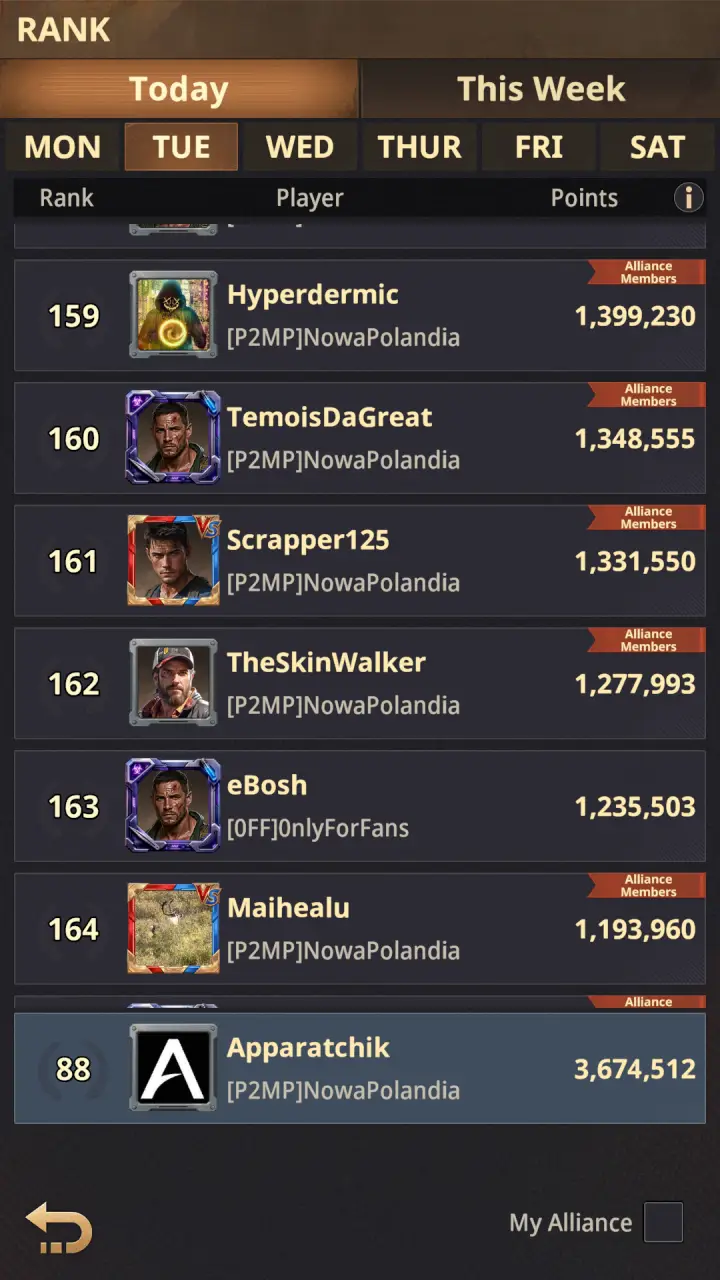 RANK
Today
This Week
MON
TUE
WED
THUR
FRI
SAT
Rank
Player
Points
159
Hyperdermic
[P2MP]NowaPolandia
Alliance
Members
1,399,230
160
TemoisDaGreat
[P2MP]NowaPolandia
Alliance
Members
1,348,555
161
VS
Scrapper125
[P2MP]NowaPolandia
Alliance
Members
1,331,550
162
TheSkinWalker
[P2MP]NowaPolandia
Alliance
Members
1,277,993
163
eBosh
[0FF]0nlyForFans
1,235,503
164
VS
Maihealu
[P2MP]NowaPolandia
Alliance
Members
1,193,960
Alliance
88
Apparatchik
[P2MP]NowaPolandia
3,674,512
My Alliance